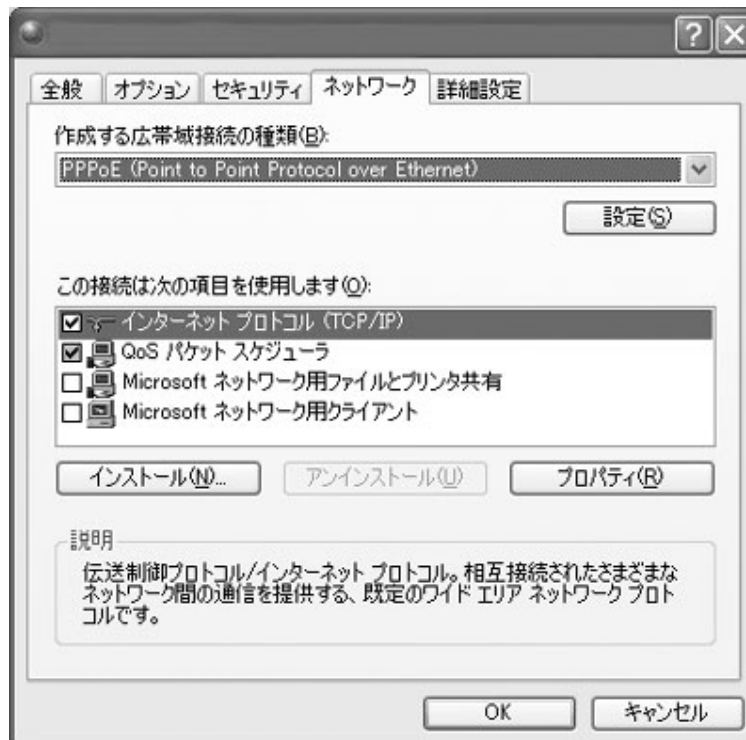 全般 オプション セキュリティ ネットワーク 詳細設定
作成する広帯域接続の種類(B):
PPPoE (Point to Point Protocol over Ethernet)
設定(S)
この接続は次の項目を使用します(O):
インターネット プロトコル (TCP/IP)
QoS パケット スケジューラ
Microsoft ネットワーク用ファイルとプリンタ共有
Microsoft ネットワーク用クライアント
インストール(N)... アンインストール(U) プロパティ(R)
説明
伝送制御プロトコル/インターネット プロトコル。相互接続されたさまざまな
ネットワーク間の通信を提供する、既定のワイド エリア ネットワーク プロト
コルです。
OK キャンセル